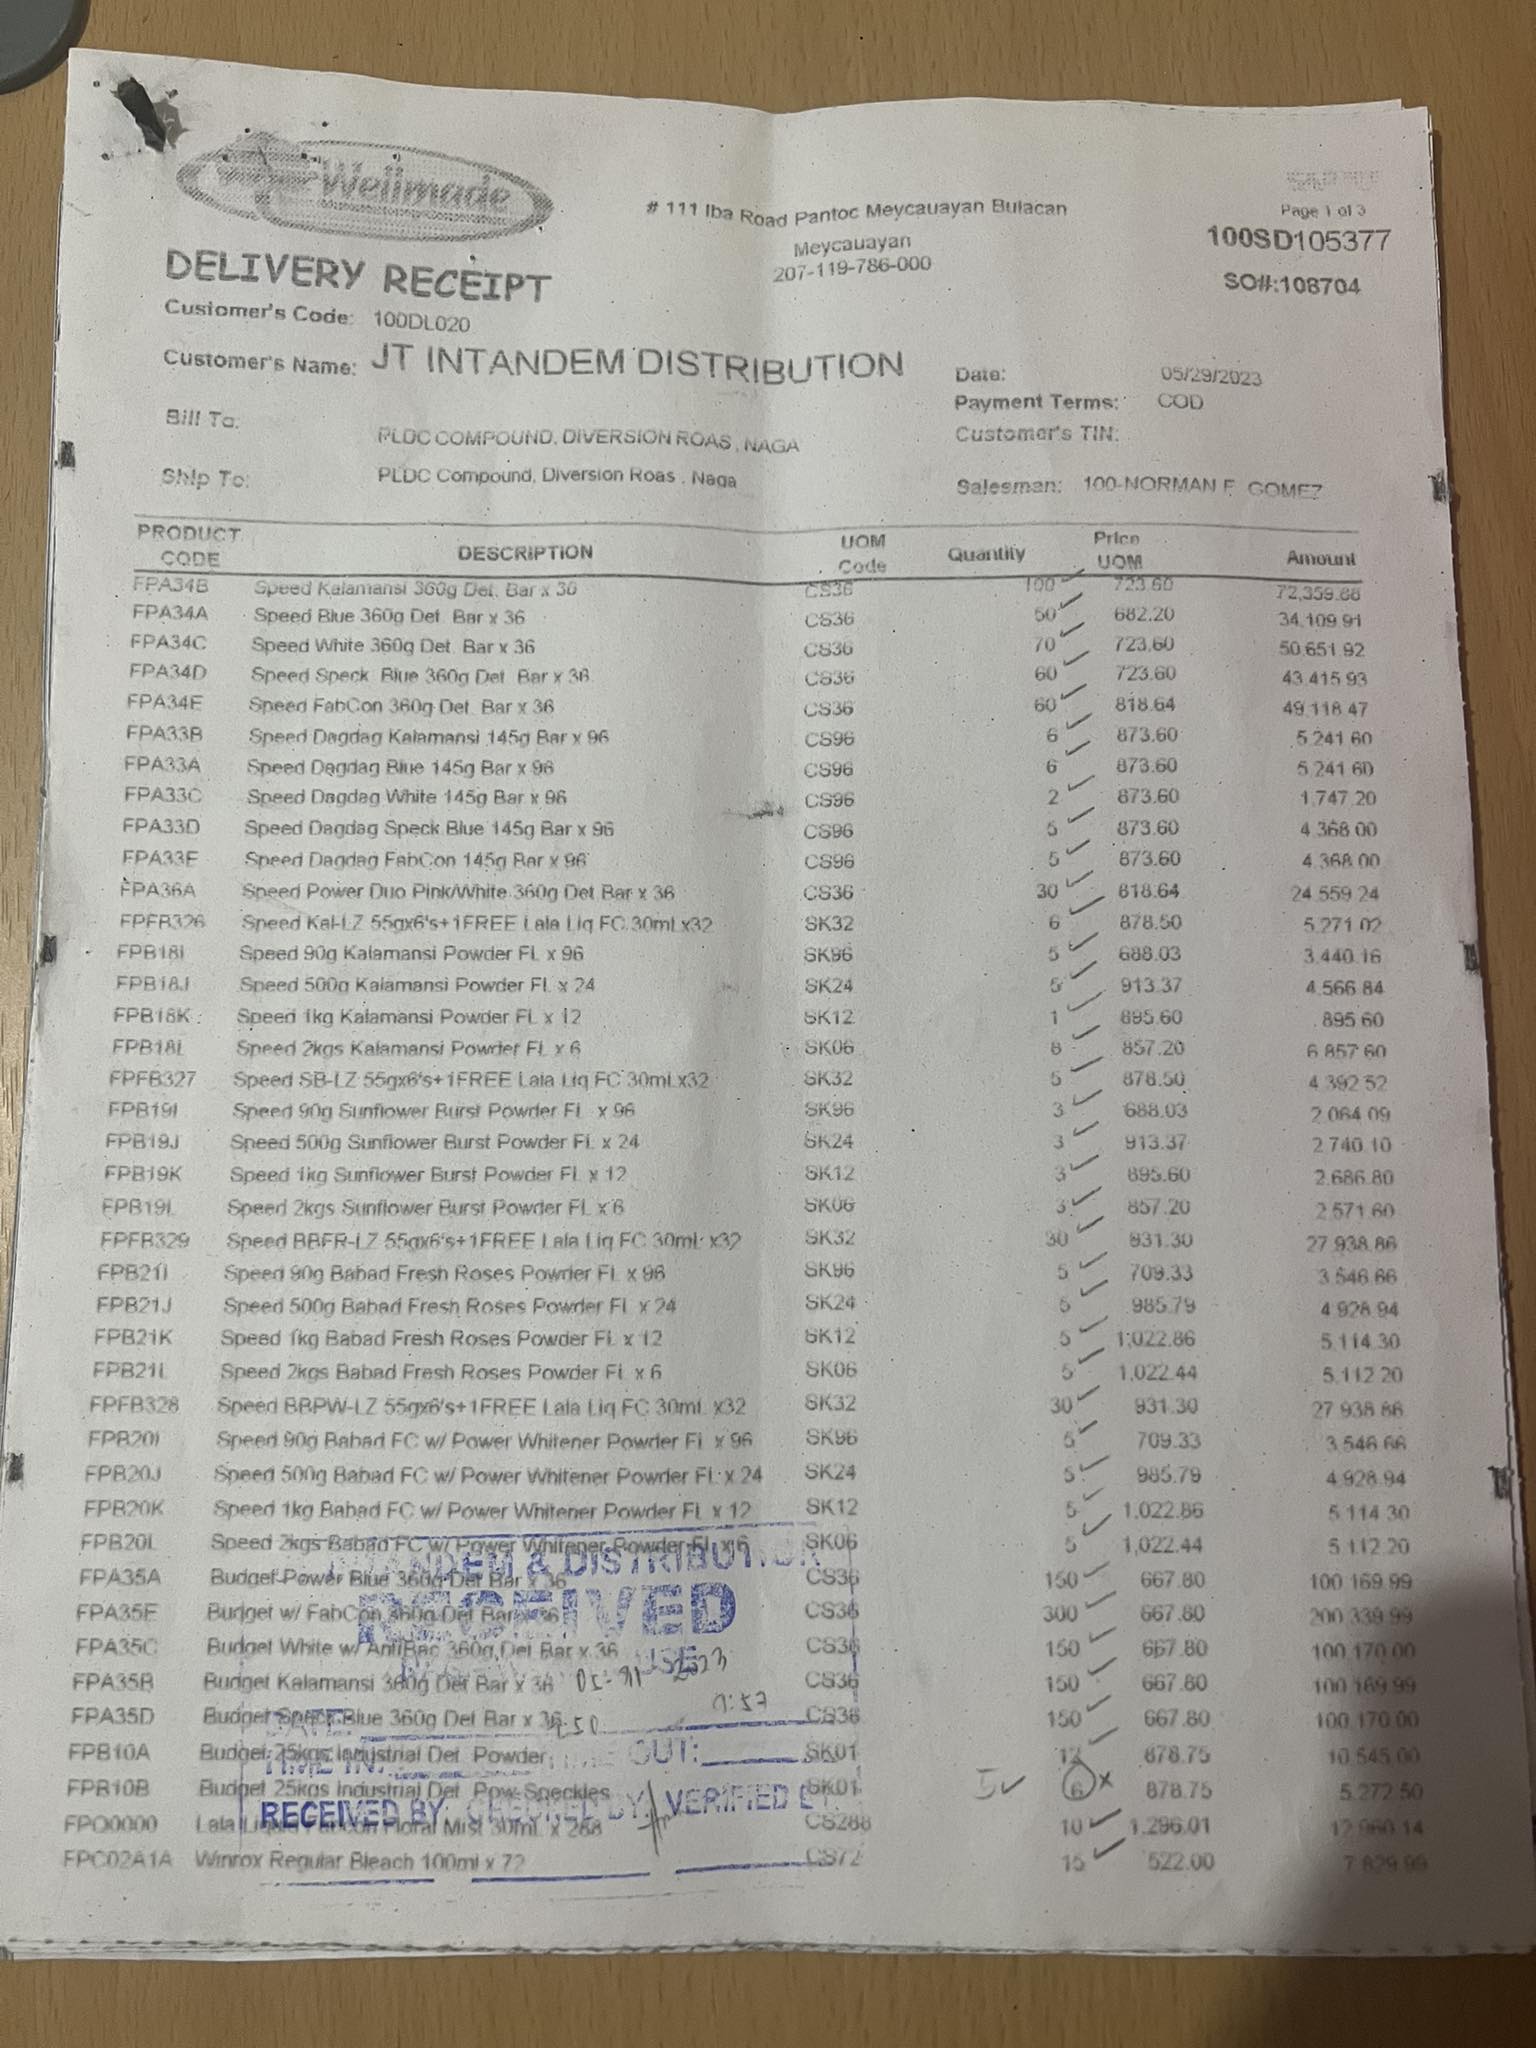 Wellmade
# 111 Iba Road Pantoc Meycauayan Bulacan
Meycauayan
207-119-786-000
Page 1 of 3
100SD105377
SO#:108704
DELIVERY RECEIPT
Customer's Code: 100DL020
Customer's Name: JT INTANDEM DISTRIBUTION
Date: 05/29/2023
Payment Terms: COD
Bill To: PLDC COMPOUND, DIVERSION ROAS , NAGA
Customer's TIN:
Ship To: PLDC Compound, Diversion Roas , Naga
Salesman: 100-NORMAN F. GOMEZ
PRODUCT CODE DESCRIPTION UOM Code Quantity Price UOM Amount
FPA34B Speed Kalamansi 360g Det. Bar x 36 CS36 100 723.60 72,359.88
FPA34A Speed Blue 360g Det. Bar x 36 CS36 50 682.20 34,109.91
FPA34C Speed White 360g Det. Bar x 36 CS36 70 723.60 50,651.92
FPA34D Speed Speck. Blue 360g Det. Bar x 36 CS36 60 723.60 43,415.93
FPA34E Speed FabCon 360g Det. Bar x 36 CS36 60 818.64 49,118.47
FPA33B Speed Dagdag Kalamansi 145g Bar x 96 CS96 6 873.60 5,241.60
FPA33A Speed Dagdag Blue 145g Bar x 96 CS96 6 873.60 5,241.60
FPA33C Speed Dagdag White 145g Bar x 96 CS96 2 873.60 1,747.20
FPA33D Speed Dagdag Speck Blue 145g Bar x 96 CS96 5 873.60 4,368.00
FPA33E Speed Dagdag FabCon 145g Bar x 96 CS96 5 873.60 4,368.00
FPA36A Speed Power Duo Pink/White 360g Det Bar x 36 CS36 30 818.64 24,559.24
FPFB326 Speed Kal-LZ 55gx6's+1FREE Lala Liq FC 30mLx32 SK32 6 878.50 5,271.02
FPB18I Speed 90g Kalamansi Powder FL x 96 SK96 5 688.03 3,440.16
FPB18J Speed 500g Kalamansi Powder FL x 24 SK24 5 913.37 4,566.84
FPB18K Speed 1kg Kalamansi Powder FL x 12 SK12 1 895.60 895.60
FPB18L Speed 2kgs Kalamansi Powder FL x 6 SK06 8 857.20 6,857.60
FPFB327 Speed SB-LZ 55gx6's+1FREE Lala Liq FC 30mLx32 SK32 5 878.50 4,392.52
FPB19I Speed 90g Sunflower Burst Powder FL x 96 SK96 3 688.03 2,064.09
FPB19J Speed 500g Sunflower Burst Powder FL x 24 SK24 3 913.37 2,740.10
FPB19K Speed 1kg Sunflower Burst Powder FL x 12 SK12 3 895.60 2,686.80
FPB19L Speed 2kgs Sunflower Burst Powder FL x 6 SK06 3 857.20 2,571.60
FPFB329 Speed BBFR-LZ 55gx6's+1FREE Lala Liq FC 30mL x32 SK32 30 931.30 27,938.86
FPB21I Speed 90g Babad Fresh Roses Powder FL x 96 SK96 5 709.33 3,546.66
FPB21J Speed 500g Babad Fresh Roses Powder FL x 24 SK24 5 985.79 4,928.94
FPB21K Speed 1kg Babad Fresh Roses Powder FL x 12 SK12 5 1,022.86 5,114.30
FPB21L Speed 2kgs Babad Fresh Roses Powder FL x 6 SK06 5 1,022.44 5,112.20
FPFB328 Speed BBPW-LZ 55gx6's+1FREE Lala Liq FC 30mL x32 SK32 30 931.30 27,938.86
FPB20I Speed 90g Babad FC w/ Power Whitener Powder FL x 96 SK96 5 709.33 3,546.66
FPB20J Speed 500g Babad FC w/ Power Whitener Powder FL x 24 SK24 5 985.79 4,928.94
FPB20K Speed 1kg Babad FC w/ Power Whitener Powder FL x 12 SK12 5 1,022.86 5,114.30
FPB20L Speed 2kgs Babad FC w/ Power Whitener Powder FL x 6 SK06 5 1,022.44 5,112.20
FPA35A Budget Power Blue 360g Det Bar x 36 CS36 150 667.80 100,169.99
FPA35E Budget w/ FabCon 360g Det Bar x 36 CS36 300 667.80 200,339.99
FPA35C Budget White w/ AntiBac 360g Det Bar x 36 CS36 150 667.80 100,170.00
FPA35B Budget Kalamansi 360g Det Bar x 36 CS36 150 667.80 100,169.99
FPA35D Budget Speck Blue 360g Det Bar x 36 CS36 150 667.80 100,170.00
FPB10A Budget 25kgs Industrial Det. Powder SK01 12 878.75 10,545.00
FPB10B Budget 25kgs Industrial Det. Pow-Speckles SK01 5 ✓ 6 x 878.75 5,272.50
FPO0000 Lala Liquid Fabcon Floral Mist 30ml x 288 CS288 10 1,296.01 12,960.14
FPC02A1A Winrox Regular Bleach 100ml x 72 CS72 15 522.00 7,829.99
INTANDEM & DISTRIBUTION
RECEIVED
DATE:
TIME IN: TIME OUT:
RECEIVED BY: CHECKED BY: VERIFIED BY: